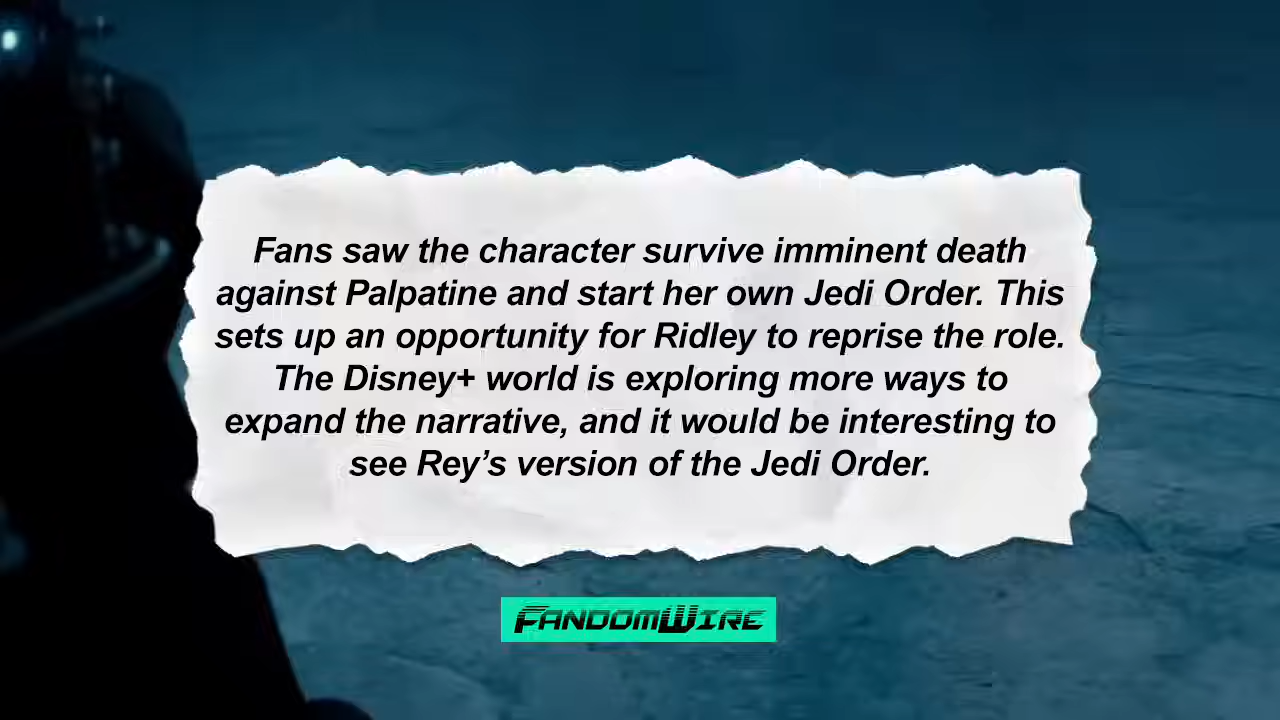 Fans saw the character survive imminent death
against Palpatine and start her own Jedi Order. This
sets up an opportunity for Ridley to reprise the role.
The Disney+ world is exploring more ways to
expand the narrative, and it would be interesting to
see Rey’s version of the Jedi Order.
FANDOMWIRE